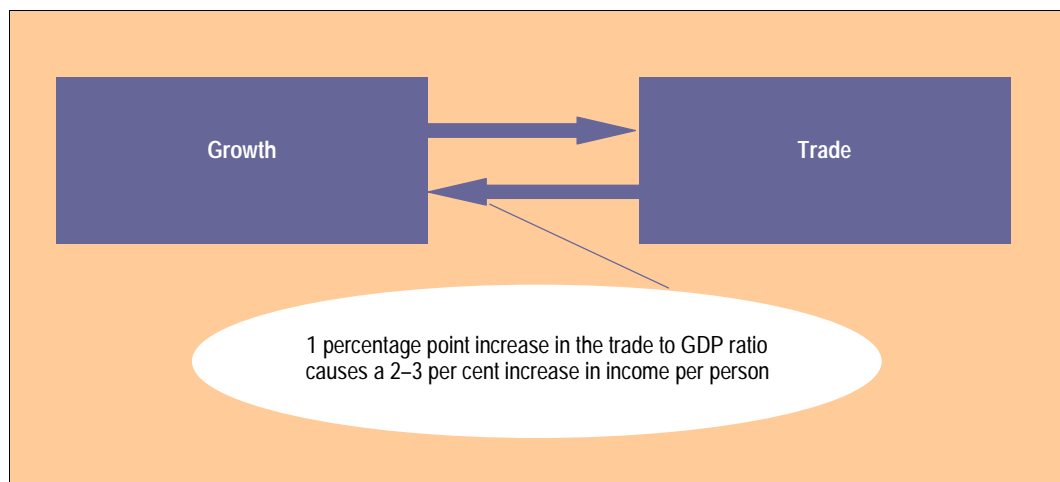 Growth
Trade
1 percentage point increase in the trade to GDP ratio
causes a 2–3 per cent increase in income per person